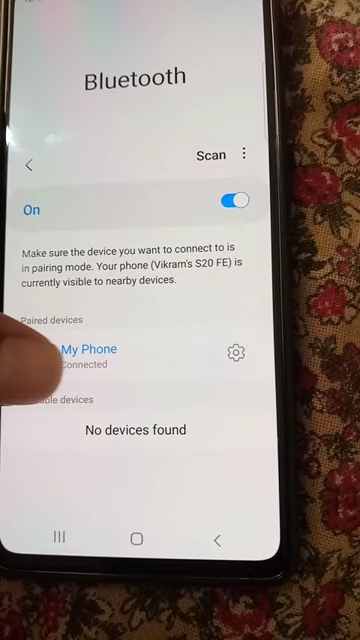 Bluetooth
Scan
On
Make sure the device you want to connect to is
in pairing mode. Your phone (Vikram's S20 FE) is
currently visible to nearby devices.
Paired devices
My Phone
Connected
devices
No devices found